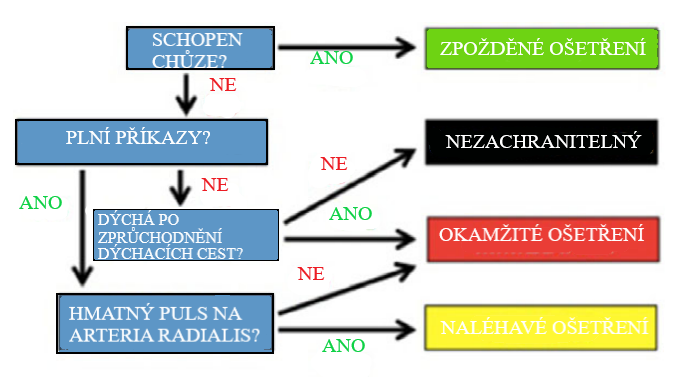 SCHOPEN
CHŮZE?
ANO
ZPOŽDĚNÉ OŠETŘENÍ
NE
PLNÍ PŘÍKAZY?
NEZACHRANITELNÝ
NE
NE
ANO
ANO
DÝCHÁ PO
ZPRŮCHODNĚNÍ
DÝCHACÍCH CEST?
OKAMŽITÉ OŠETŘENÍ
NE
HMATNÝ PULS NA
ARTERIA RADIALIS?
NALÉHAVÉ OŠETŘENÍ
ANO